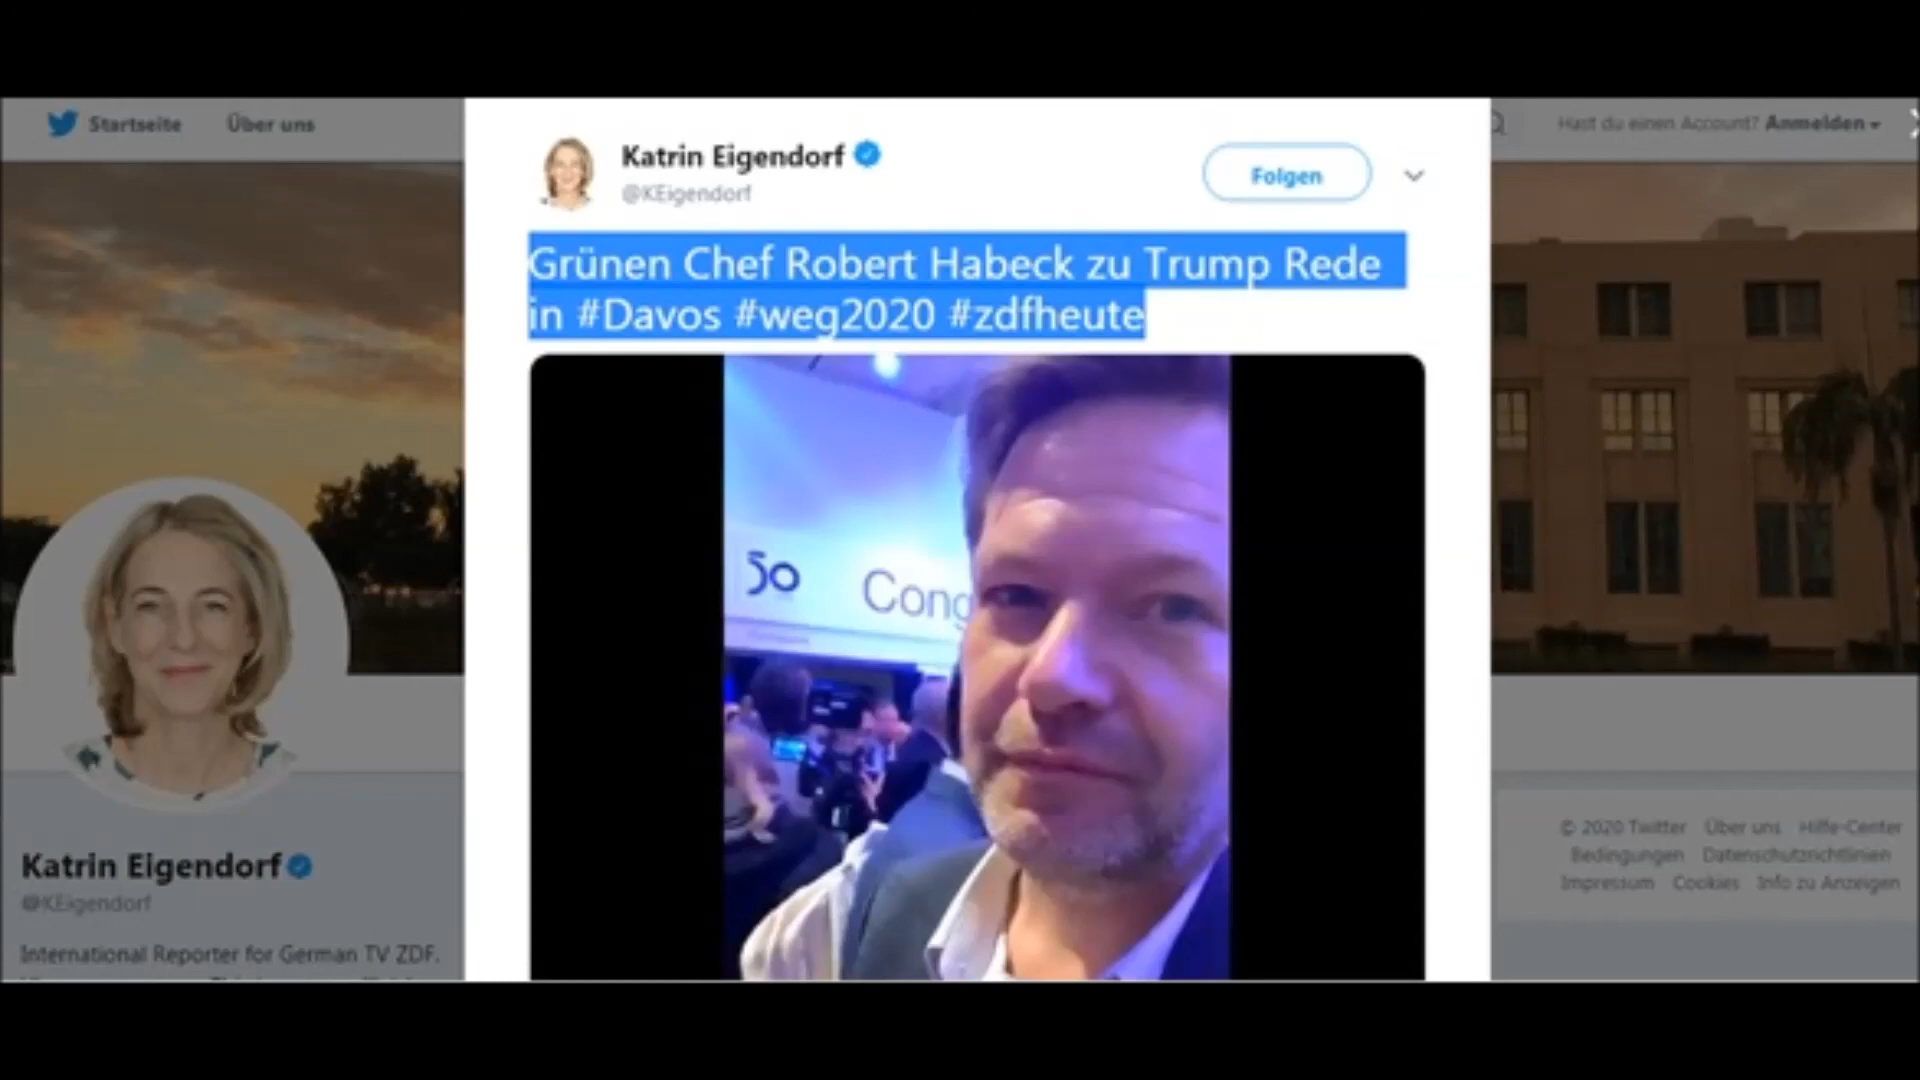 Startseite Über uns
Hast du einen Account? Anmelden
Katrin Eigendorf
@KEigendorf
Folgen
Grünen Chef Robert Habeck zu Trump Rede
in #Davos #weg2020 #zdfheute
50 Cong
Katrin Eigendorf
@KEigendorf
International Reporter for German TV ZDF.
© 2020 Twitter Über uns Hilfe-Center
Bedingungen Datenschutzrichtlinien
Impressum Cookies Info zu Anzeigen